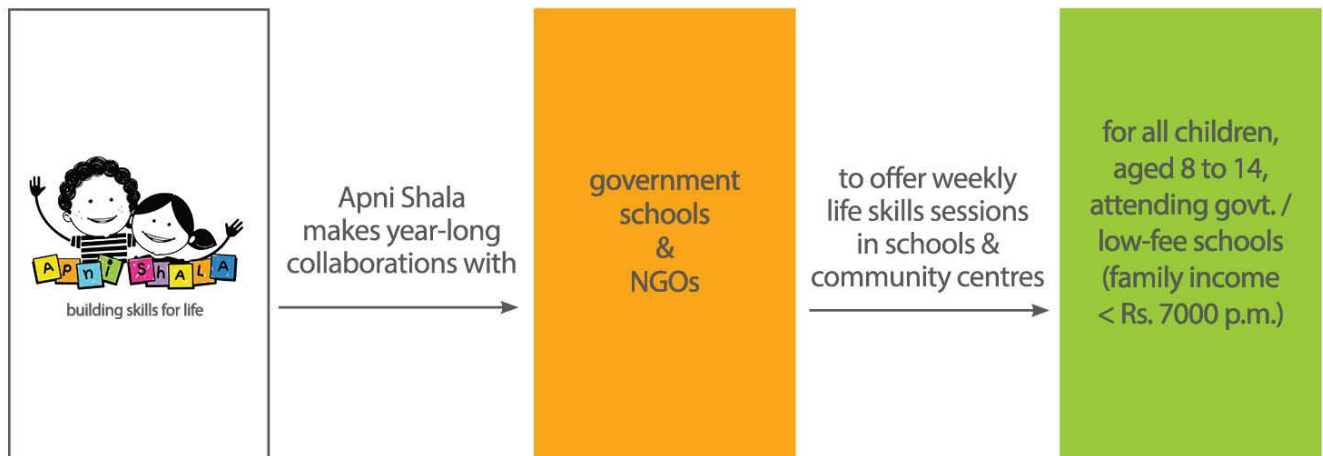 Apni ShALA
building skills for life
Apni Shala
makes year-long
collaborations with
government
schools
&
NGOs
to offer weekly
life skills sessions
in schools &
community centres
for all children,
aged 8 to 14,
attending govt. /
low-fee schools
(family income
< Rs. 7000 p.m.)